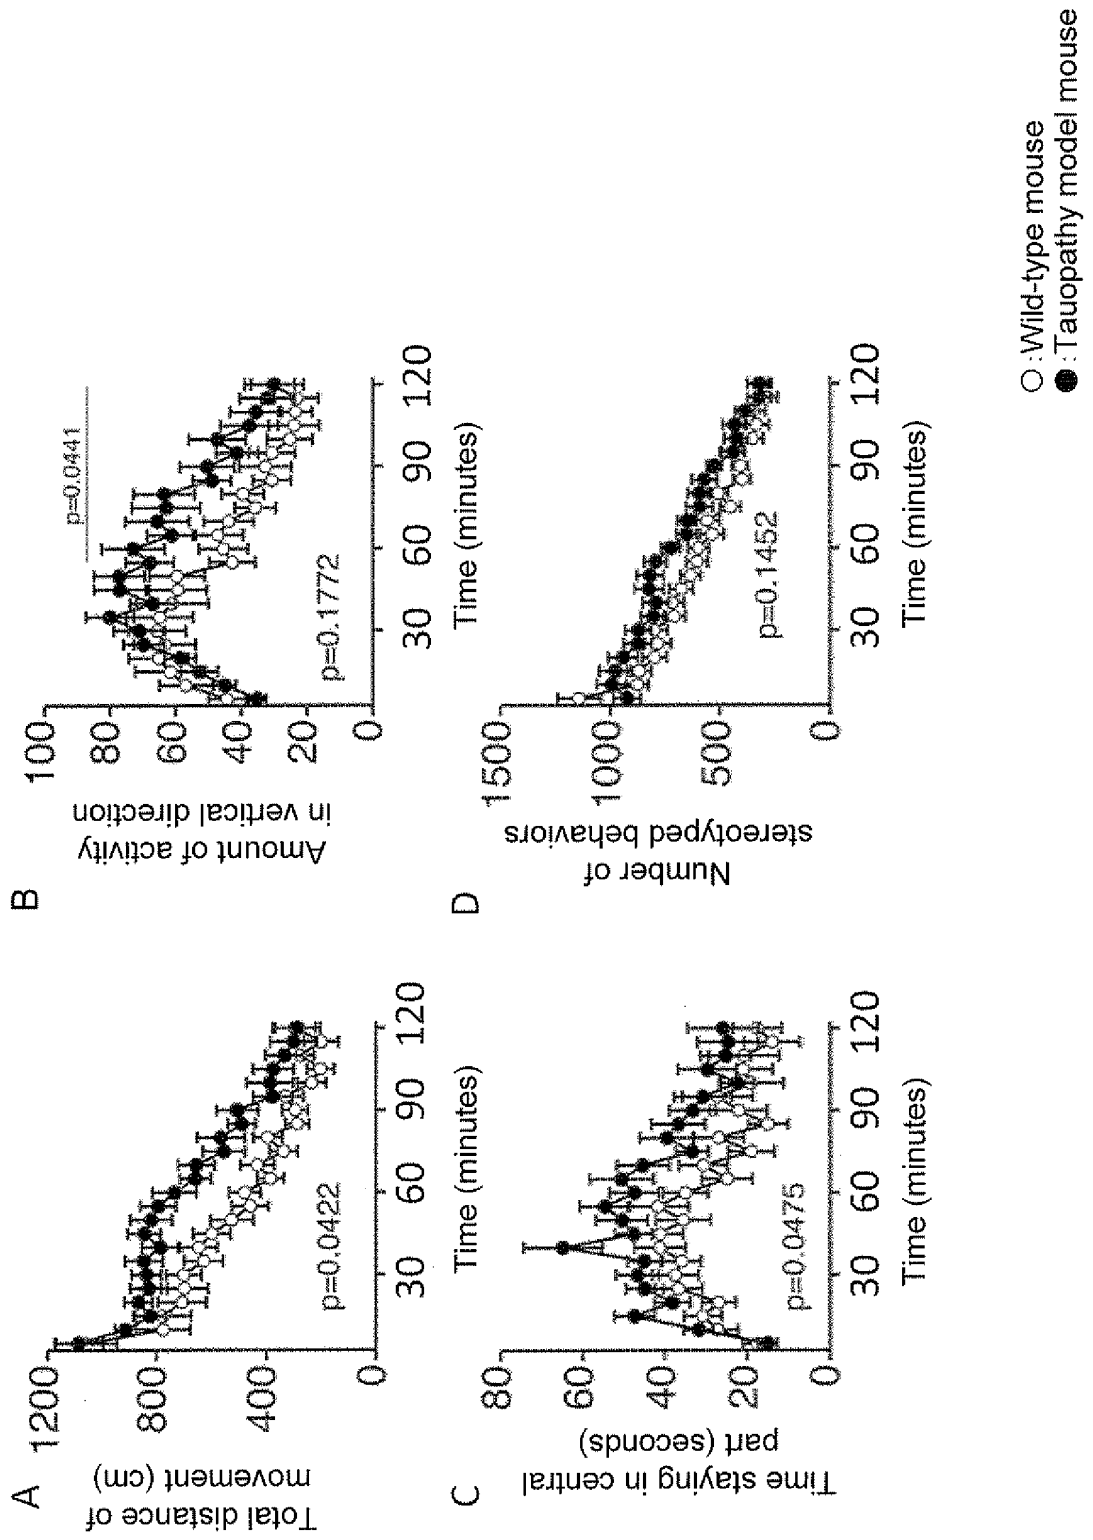 A
Total distance of
movement (cm)
1200
800
400
0
30
60
90
120
Time (minutes)
p=0.0422
B
Amount of activity
in vertical direction
100
80
60
40
20
0
30
60
90
120
Time (minutes)
p=0.1772
p=0.0441
C
Time staying in central
part (seconds)
80
60
40
20
0
30
60
90
120
Time (minutes)
p=0.0475
D
Number of
stereotyped behaviors
1500
1000
500
0
30
60
90
120
Time (minutes)
p=0.1452
○ : Wild-type mouse
● : Tauopathy model mouse